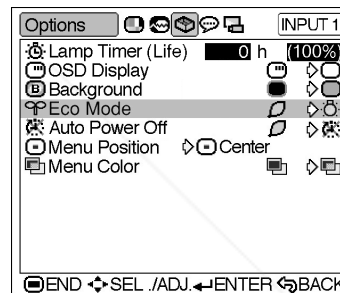 Options INPUT 1
Lamp Timer (Life) 0 h (100%)
OSD Display
B Background
Eco Mode
Auto Power Off
Menu Position Center
Menu Color
END SEL./ADJ. ENTER BACK